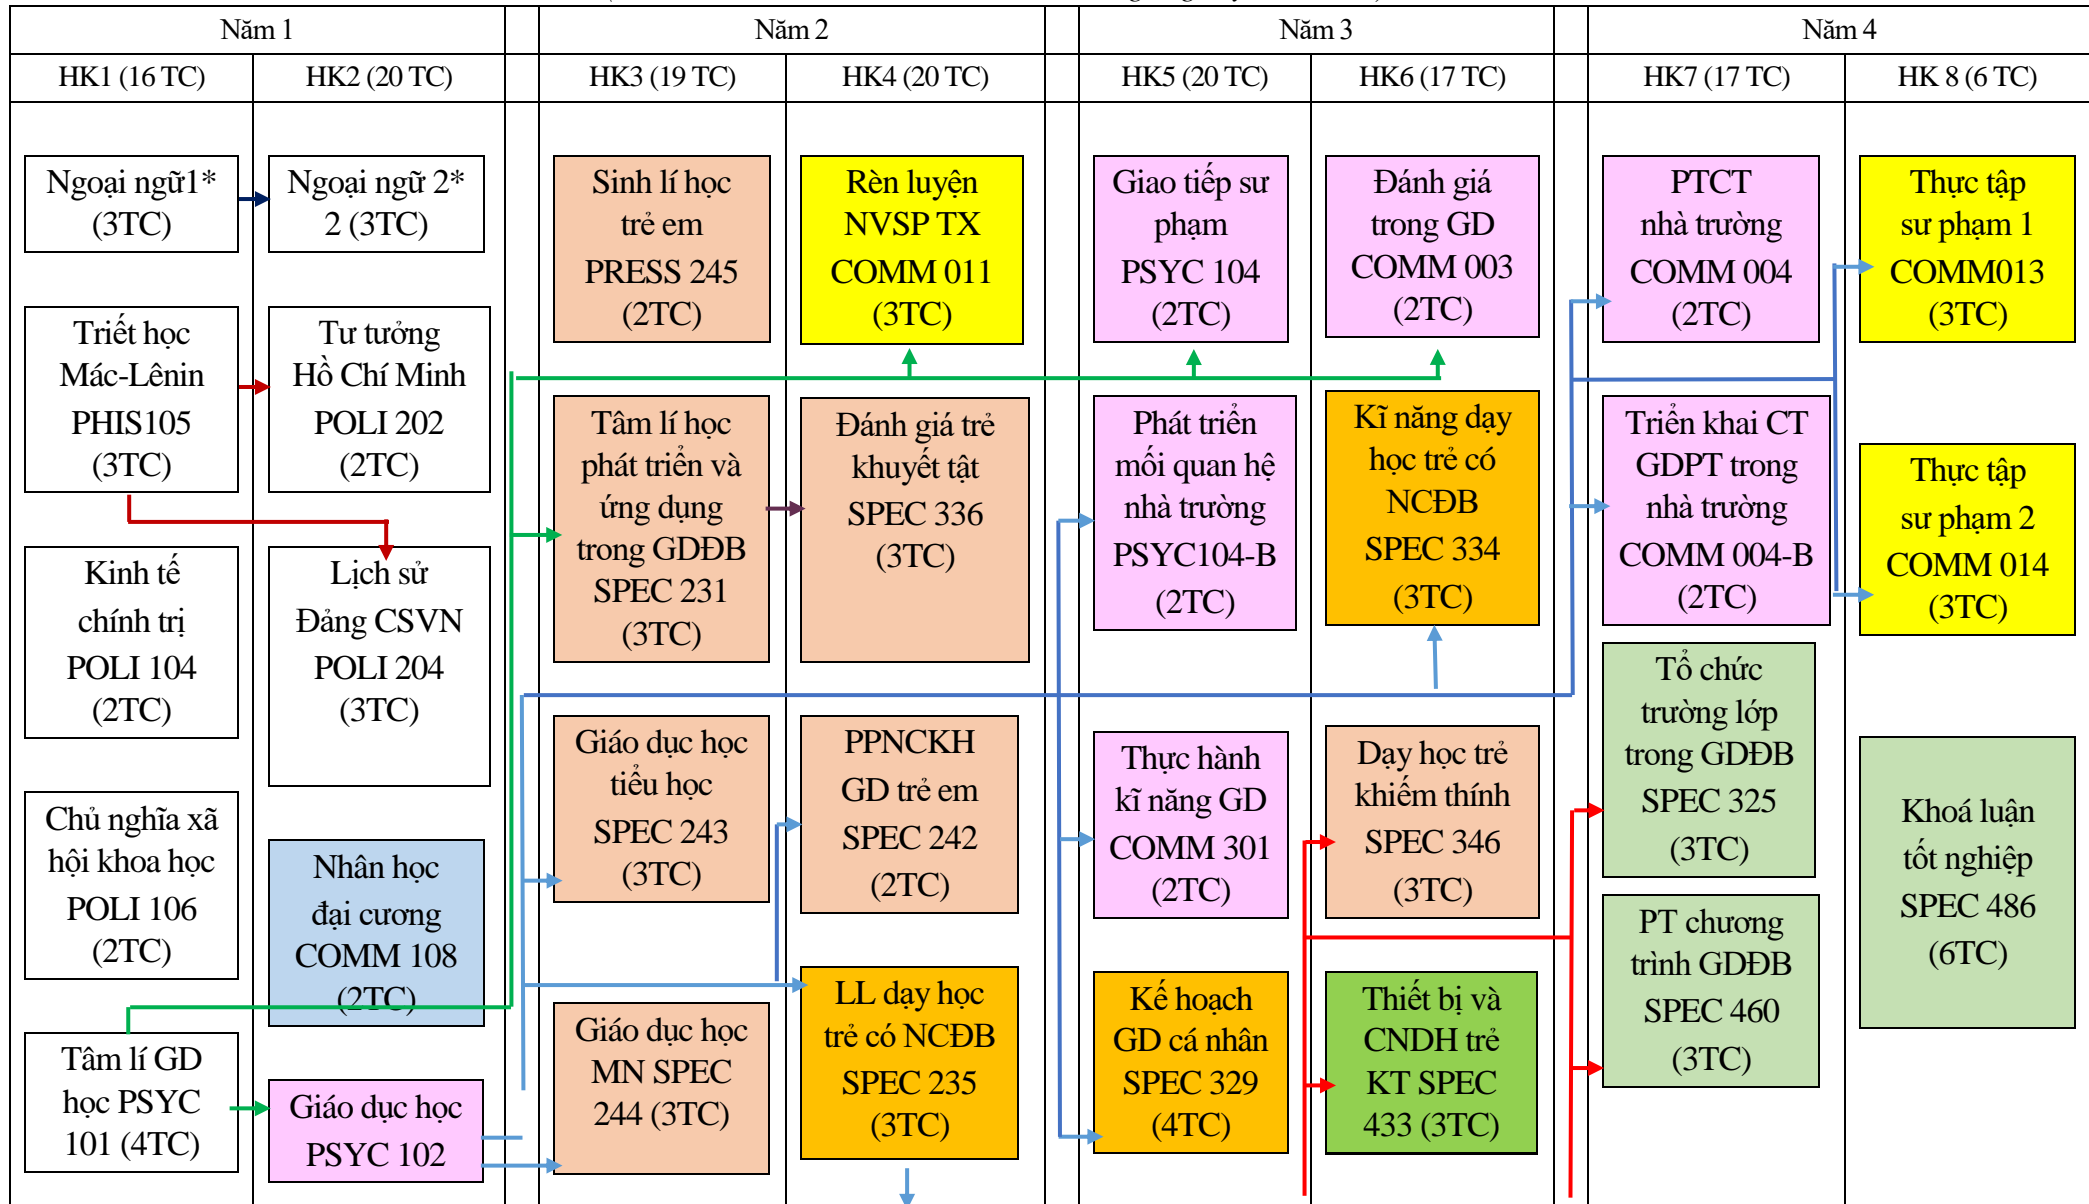 Năm 1
Năm 2
Năm 3
Năm 4
HK1 (16 TC)
HK2 (20 TC)
HK3 (19 TC)
HK4 (20 TC)
HK5 (20 TC)
HK6 (17 TC)
HK7 (17 TC)
HK 8 (6 TC)
Ngoại ngữ1*
(3TC)
Triết học
Mác-Lênin
PHIS105
(3TC)
Kinh tế
chính trị
POLI 104
(2TC)
Chủ nghĩa xã
hội khoa học
POLI 106
(2TC)
Tâm lí GD
học PSYC
101 (4TC)
Ngoại ngữ 2*
2 (3TC)
Tư tưởng
Hồ Chí Minh
POLI 202
(2TC)
Lịch sử
Đảng CSVN
POLI 204
(3TC)
Nhân học
đại cương
COMM 108
(2TC)
Giáo dục học
PSYC 102
Sinh lí học
trẻ em
PRESS 245
(2TC)
Tâm lí học
phát triển và
ứng dụng
trong GDĐB
SPEC 231
(3TC)
Giáo dục học
tiểu học
SPEC 243
(3TC)
Giáo dục học
MN SPEC
244 (3TC)
Rèn luyện
NVSP TX
COMM 011
(3TC)
Đánh giá trẻ
khuyết tật
SPEC 336
(3TC)
PPNCKH
GD trẻ em
SPEC 242
(2TC)
LL dạy học
trẻ có NCĐB
SPEC 235
(3TC)
Giao tiếp sư
phạm
PSYC 104
(2TC)
Phát triển
mối quan hệ
nhà trường
PSYC104-B
(2TC)
Thực hành
kĩ năng GD
COMM 301
(2TC)
Kế hoạch
GD cá nhân
SPEC 329
(4TC)
Đánh giá
trong GD
COMM 003
(2TC)
Kĩ năng dạy
học trẻ có
NCĐB
SPEC 334
(3TC)
Dạy học trẻ
khiếm thính
SPEC 346
(3TC)
Thiết bị và
CNDH trẻ
KT SPEC
433 (3TC)
PTCT
nhà trường
COMM 004
(2TC)
Triển khai CT
GDPT trong
nhà trường
COMM 004-B
(2TC)
Tổ chức
trường lớp
trong GDĐB
SPEC 325
(3TC)
PT chương
trình GDĐB
SPEC 460
(3TC)
Thực tập
sư phạm 1
COMM013
(3TC)
Thực tập
sư phạm 2
COMM 014
(3TC)
Khoá luận
tốt nghiệp
SPEC 486
(6TC)